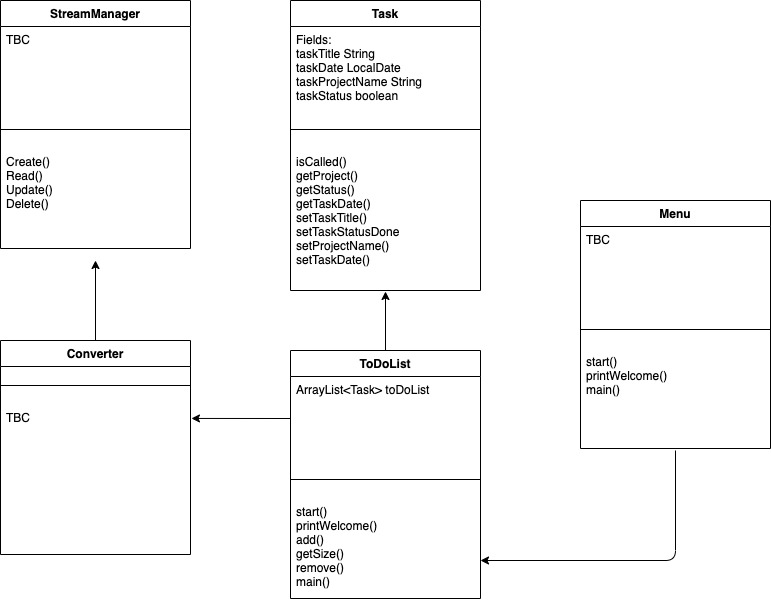 StreamManager
TBC
Create()
Read()
Update()
Delete()
Task
Fields:
taskTitle String
taskDate LocalDate
taskProjectName String
taskStatus boolean
isCalled()
getProject()
getStatus()
getTaskDate()
setTaskTitle()
setTaskStatusDone
setProjectName()
setTaskDate()
Menu
TBC
start()
printWelcome()
main()
Converter
TBC
ToDoList
ArrayList<Task> toDoList
start()
printWelcome()
add()
getSize()
remove()
main()